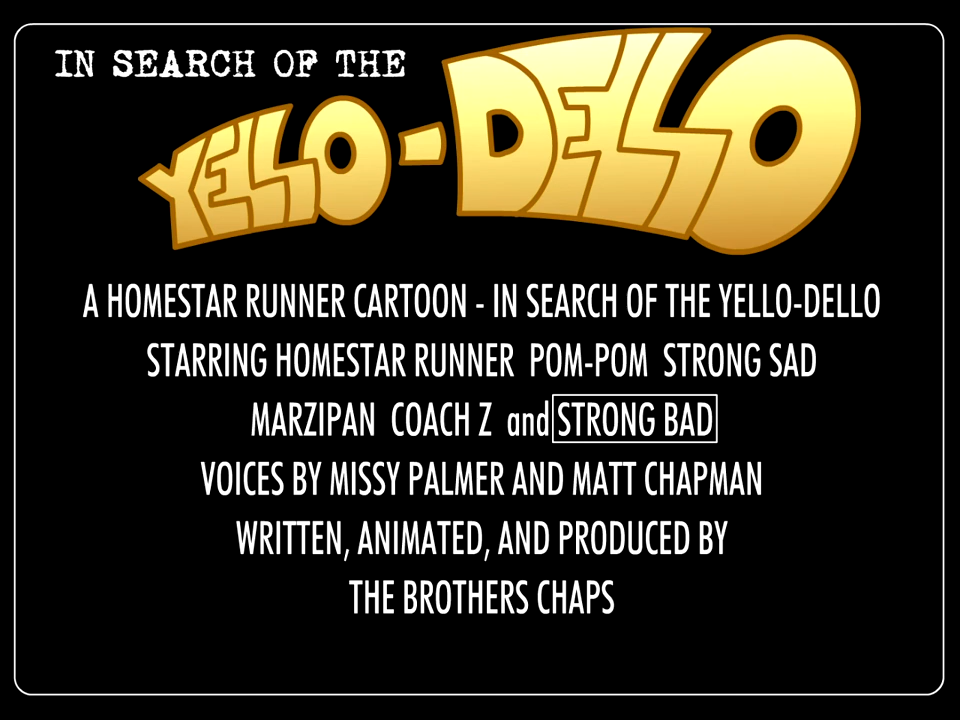 IN SEARCH OF THE
YELLO-DELLO
A HOMESTAR RUNNER CARTOON - IN SEARCH OF THE YELLO-DELLO
STARRING HOMESTAR RUNNER POM-POM STRONG SAD
MARZIPAN COACH Z and STRONG BAD
VOICES BY MISSY PALMER AND MATT CHAPMAN
WRITTEN, ANIMATED, AND PRODUCED BY
THE BROTHERS CHAPS